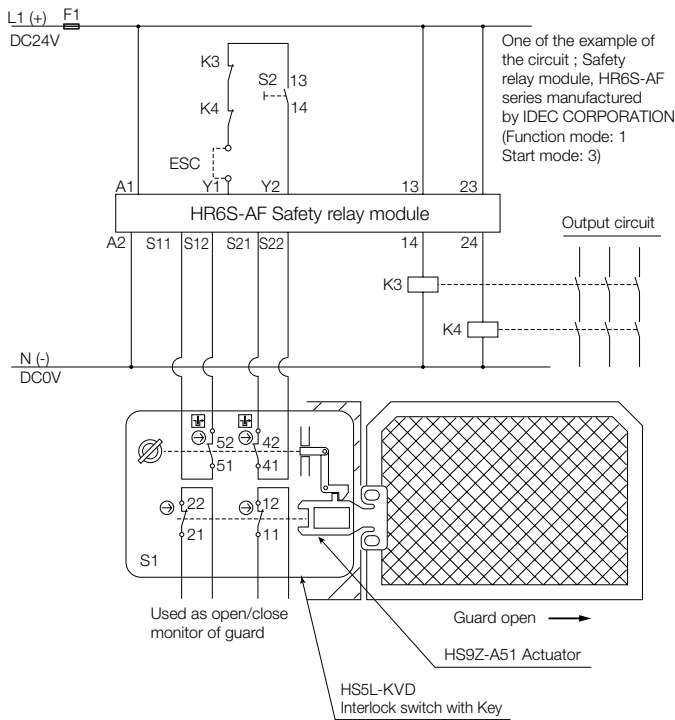 L1 (+) F1
DC24V
One of the example of
the circuit ; Safety
relay module, HR6S-AF
series manufactured
by IDEC CORPORATION
(Function mode: 1
Start mode: 3)
K3
S2 13
14
K4
ESC
A1 Y1 Y2 13 23
HR6S-AF Safety relay module
A2 S11 S12 S21 S22 14 24
Output circuit
K3
K4
N (-)
DC0V
52 42
51 41
22 12
21 11
S1
Used as open/close
monitor of guard
Guard open
HS9Z-A51 Actuator
HS5L-KVD
Interlock switch with Key